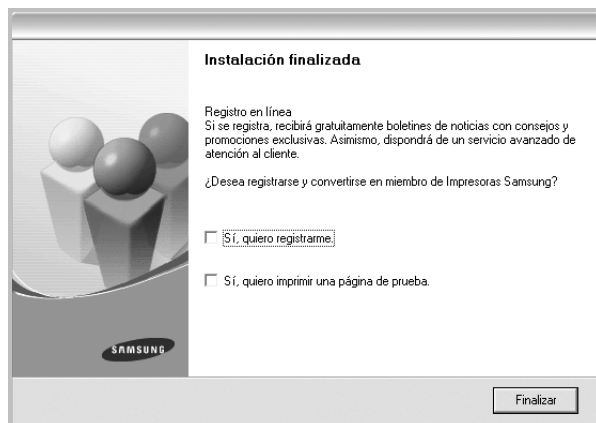 Instalación finalizada
Registro en línea
Si se registra, recibirá gratuitamente boletines de noticias con consejos y
promociones exclusivas. Asimismo, dispondrá de un servicio avanzado de
atención al cliente.
¿Desea registrarse y convertirse en miembro de Impresoras Samsung?
Sí, quiero registrarme.
Sí, quiero imprimir una página de prueba.
SAMSUNG
Finalizar